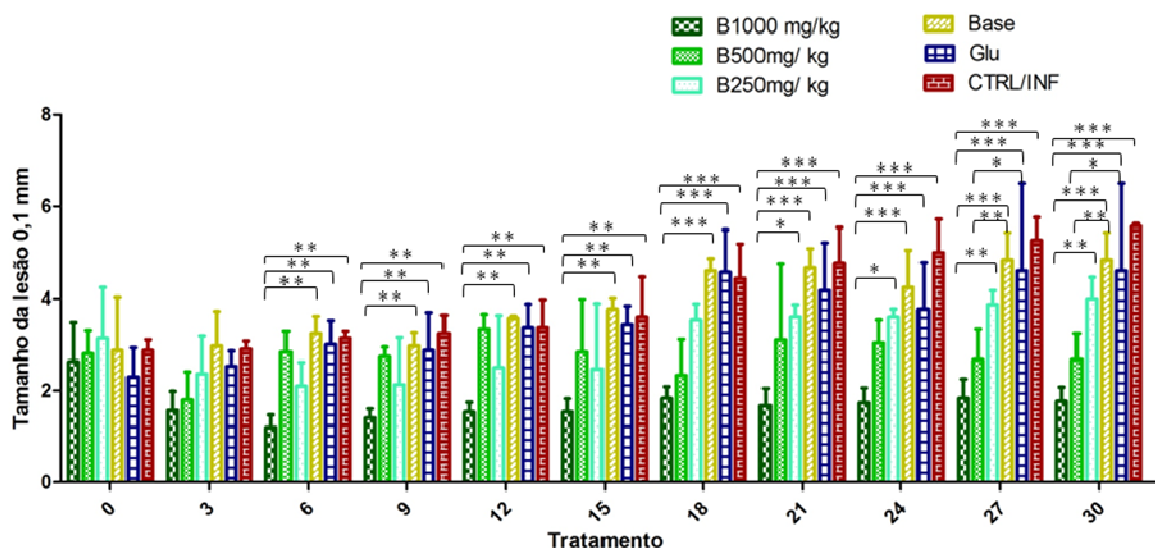 B1000 mg/kg
B500mg/ kg
B250mg/ kg
Base
Glu
CTRL/INF
Tamanho da lesão 0,1 mm
8
6
4
2
0
** ** **
** ** **
** ** **
** ** **
*** *** ***
*** *** *** *
*** *** *** *
*** *** * *** ** **
*** *** * *** ** **
0 3 6 9 12 15 18 21 24 27 30
Tratamento